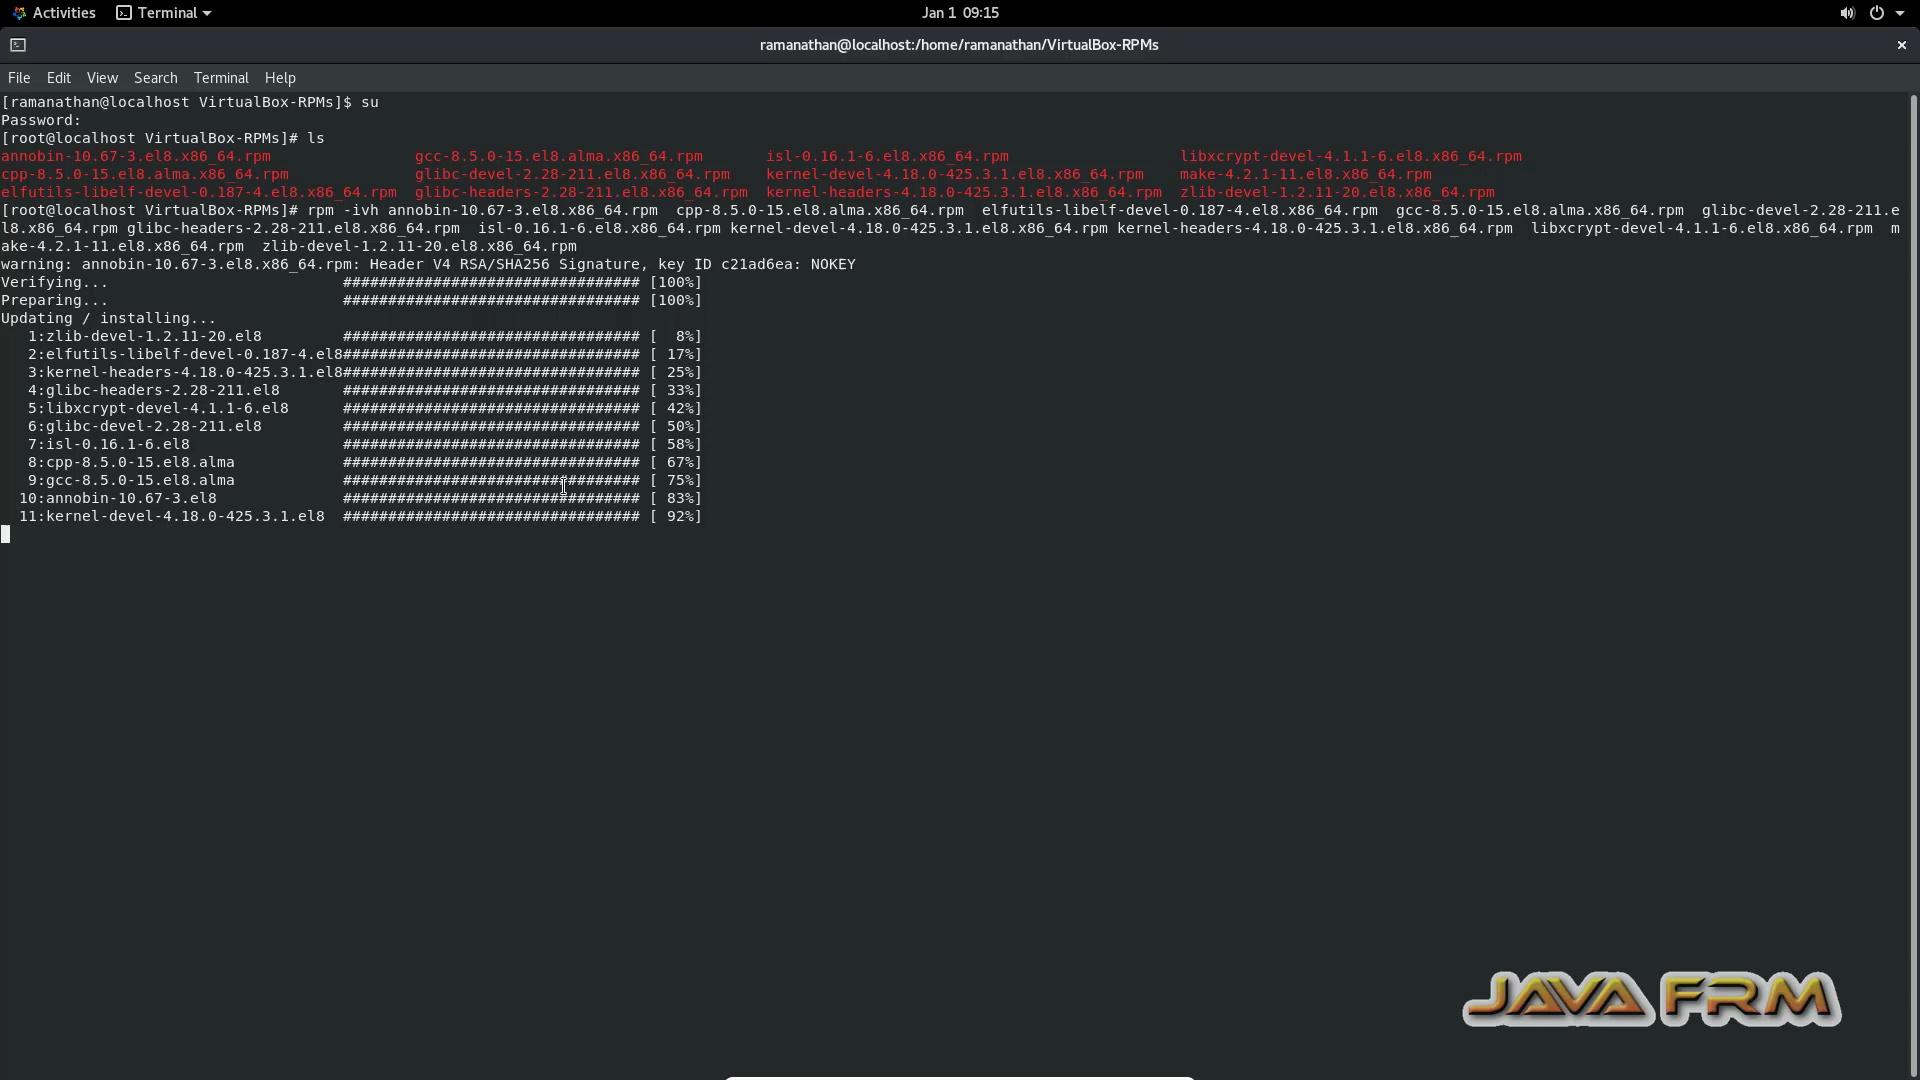 Activities Terminal Jan 1 09:15
ramanathan@localhost:/home/ramanathan/VirtualBox-RPMs
File Edit View Search Terminal Help
[ramanathan@localhost VirtualBox-RPMs]$ su
Password:
[root@localhost VirtualBox-RPMs]# ls
annobin-10.67-3.el8.x86_64.rpm gcc-8.5.0-15.el8.alma.x86_64.rpm isl-0.16.1-6.el8.x86_64.rpm libxcrypt-devel-4.1.1-6.el8.x86_64.rpm
cpp-8.5.0-15.el8.alma.x86_64.rpm glibc-devel-2.28-211.el8.x86_64.rpm kernel-devel-4.18.0-425.3.1.el8.x86_64.rpm make-4.2.1-11.el8.x86_64.rpm
elfutils-libelf-devel-0.187-4.el8.x86_64.rpm glibc-headers-2.28-211.el8.x86_64.rpm kernel-headers-4.18.0-425.3.1.el8.x86_64.rpm zlib-devel-1.2.11-20.el8.x86_64.rpm
[root@localhost VirtualBox-RPMs]# rpm -ivh annobin-10.67-3.el8.x86_64.rpm  cpp-8.5.0-15.el8.alma.x86_64.rpm  elfutils-libelf-devel-0.187-4.el8.x86_64.rpm  gcc-8.5.0-15.el8.alma.x86_64.rpm  glibc-devel-2.28-211.e
l8.x86_64.rpm glibc-headers-2.28-211.el8.x86_64.rpm  isl-0.16.1-6.el8.x86_64.rpm kernel-devel-4.18.0-425.3.1.el8.x86_64.rpm kernel-headers-4.18.0-425.3.1.el8.x86_64.rpm  libxcrypt-devel-4.1.1-6.el8.x86_64.rpm  m
ake-4.2.1-11.el8.x86_64.rpm  zlib-devel-1.2.11-20.el8.x86_64.rpm
warning: annobin-10.67-3.el8.x86_64.rpm: Header V4 RSA/SHA256 Signature, key ID c21ad6ea: NOKEY
Verifying... ################################# [100%]
Preparing... ################################# [100%]
Updating / installing...
1:zlib-devel-1.2.11-20.el8 ################################# [  8%]
2:elfutils-libelf-devel-0.187-4.el8################################# [ 17%]
3:kernel-headers-4.18.0-425.3.1.el8################################# [ 25%]
4:glibc-headers-2.28-211.el8 ################################# [ 33%]
5:libxcrypt-devel-4.1.1-6.el8 ################################# [ 42%]
6:glibc-devel-2.28-211.el8 ################################# [ 50%]
7:isl-0.16.1-6.el8 ################################# [ 58%]
8:cpp-8.5.0-15.el8.alma ################################# [ 67%]
9:gcc-8.5.0-15.el8.alma ################################# [ 75%]
10:annobin-10.67-3.el8 ################################# [ 83%]
11:kernel-devel-4.18.0-425.3.1.el8 ################################# [ 92%]
JAVA FRM